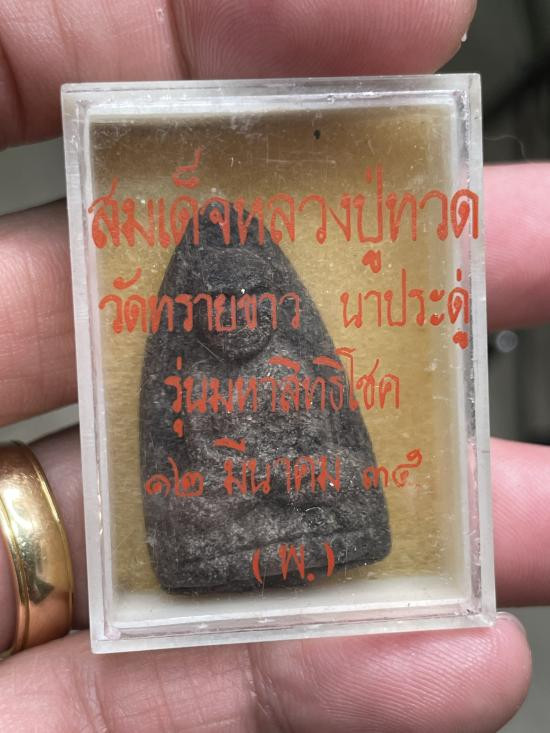 สมเด็จหลวงปู่ทวด
วัดทรายขาว นาประดู่
รุ่นมหาสิทธิโชค
๑๒ มีนาคม ๓๕
(พ.)